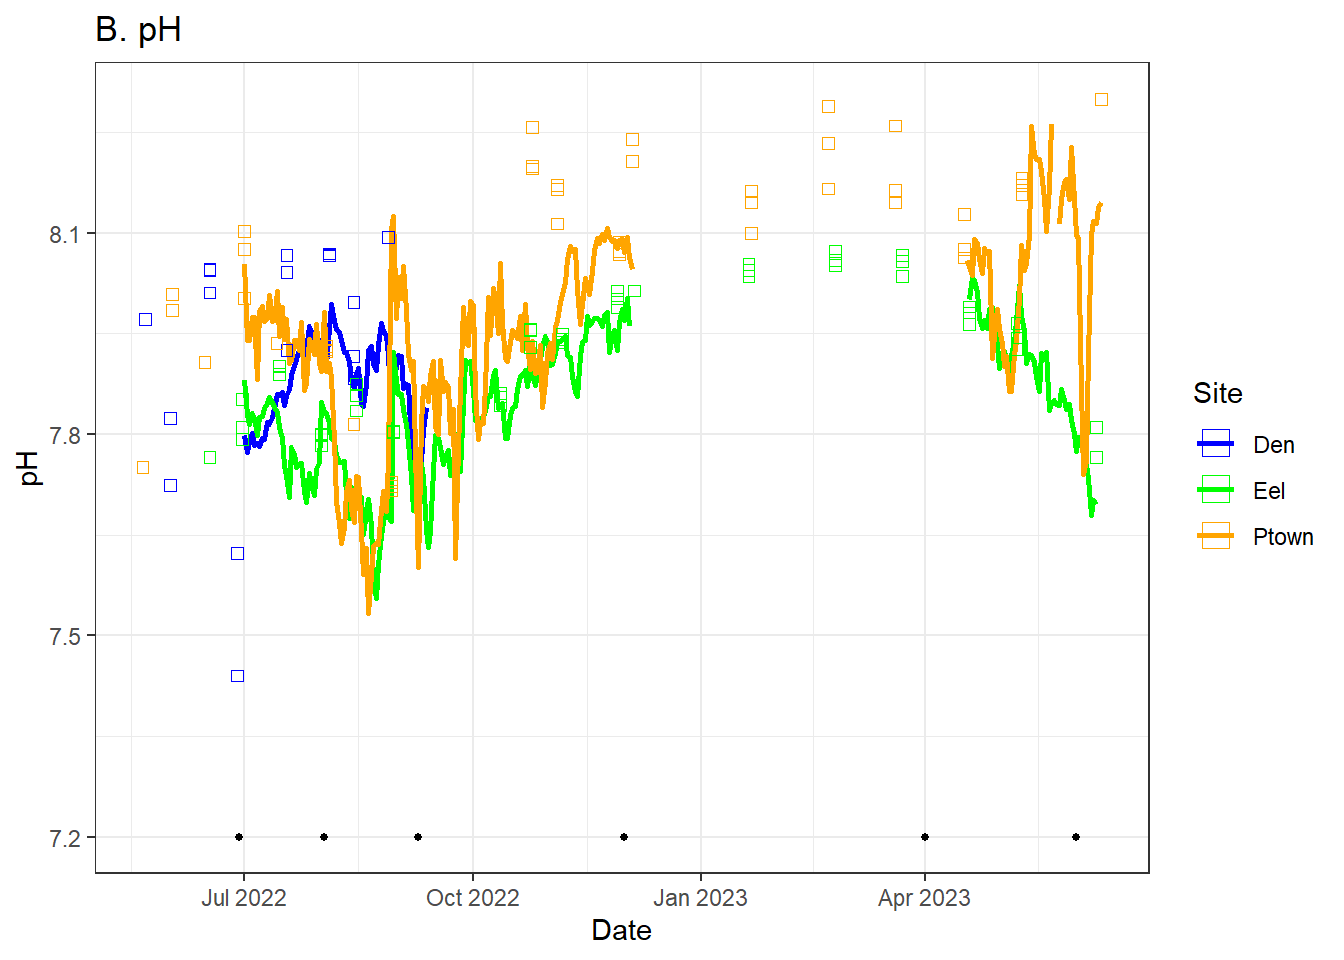 B. pH
pH
8.1
7.8
7.5
7.2
Jul 2022
Oct 2022
Jan 2023
Apr 2023
Date
Site
Den
Eel
Ptown